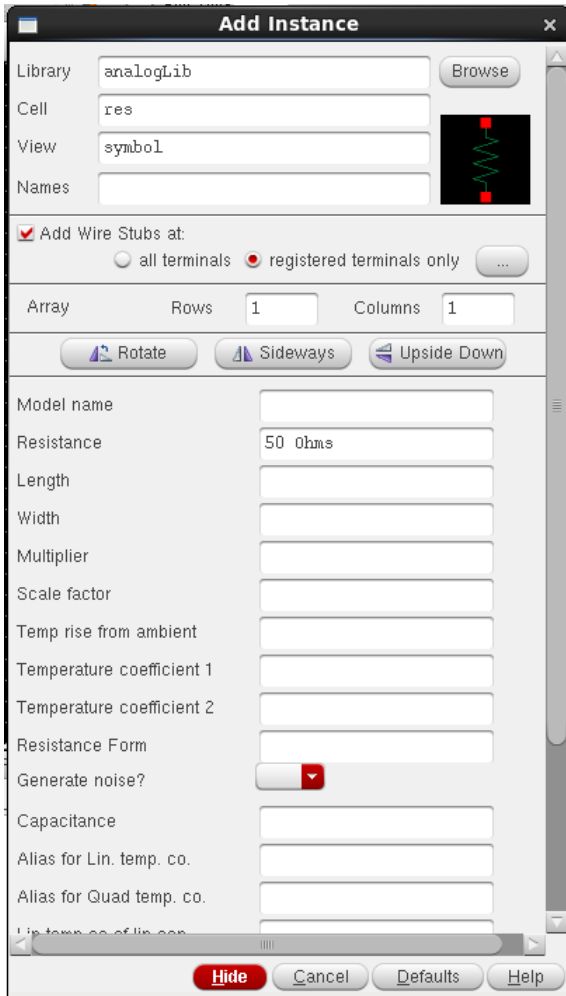 Add Instance
Library analogLib Browse
Cell res
View symbol
Names
Add Wire Stubs at:
all terminals registered terminals only ...
Array Rows 1 Columns 1
Rotate Sideways Upside Down
Model name
Resistance 50 Ohms
Length
Width
Multiplier
Scale factor
Temp rise from ambient
Temperature coefficient 1
Temperature coefficient 2
Resistance Form
Generate noise?
Capacitance
Alias for Lin. temp. co.
Alias for Quad temp. co.
Hide Cancel Defaults Help